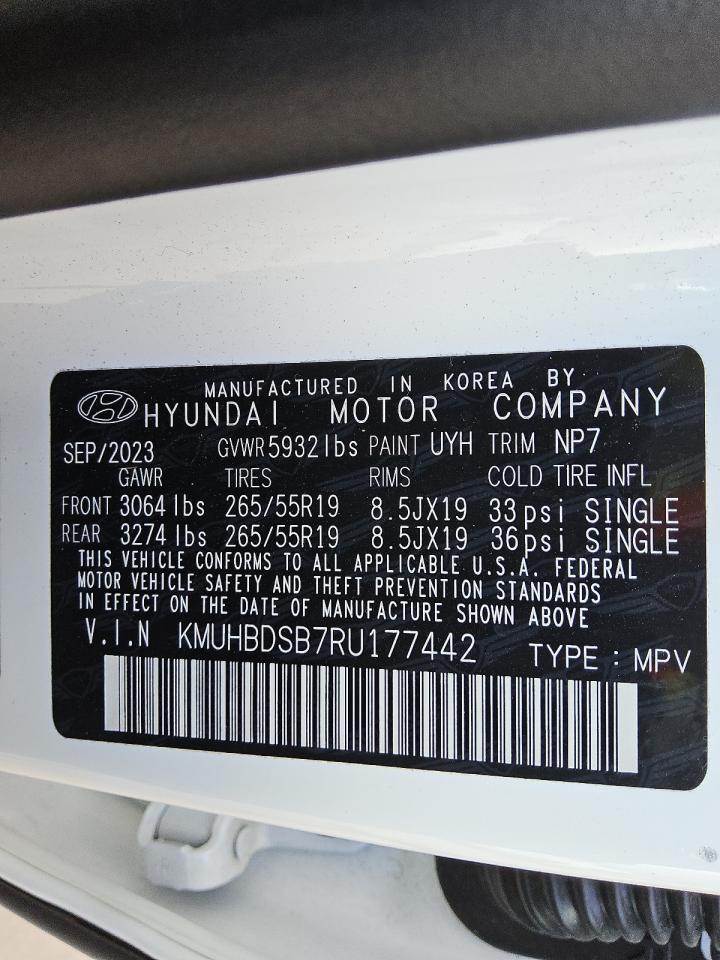 MANUFACTURED IN KOREA BY
HYUNDAI MOTOR COMPANY
SEP/2023 GVWR 5932 lbs PAINT UYH TRIM NP7
GAWR TIRES RIMS COLD TIRE INFL
FRONT 3064 lbs 265/55R19 8.5JX19 33 psi SINGLE
REAR 3274 lbs 265/55R19 8.5JX19 36 psi SINGLE
THIS VEHICLE CONFORMS TO ALL APPLICABLE U.S.A. FEDERAL
MOTOR VEHICLE SAFETY AND THEFT PREVENTION STANDARDS
IN EFFECT ON THE DATE OF MANUFACTURE SHOWN ABOVE
V.I.N KMUHBDSB7RU177442 TYPE : MPV